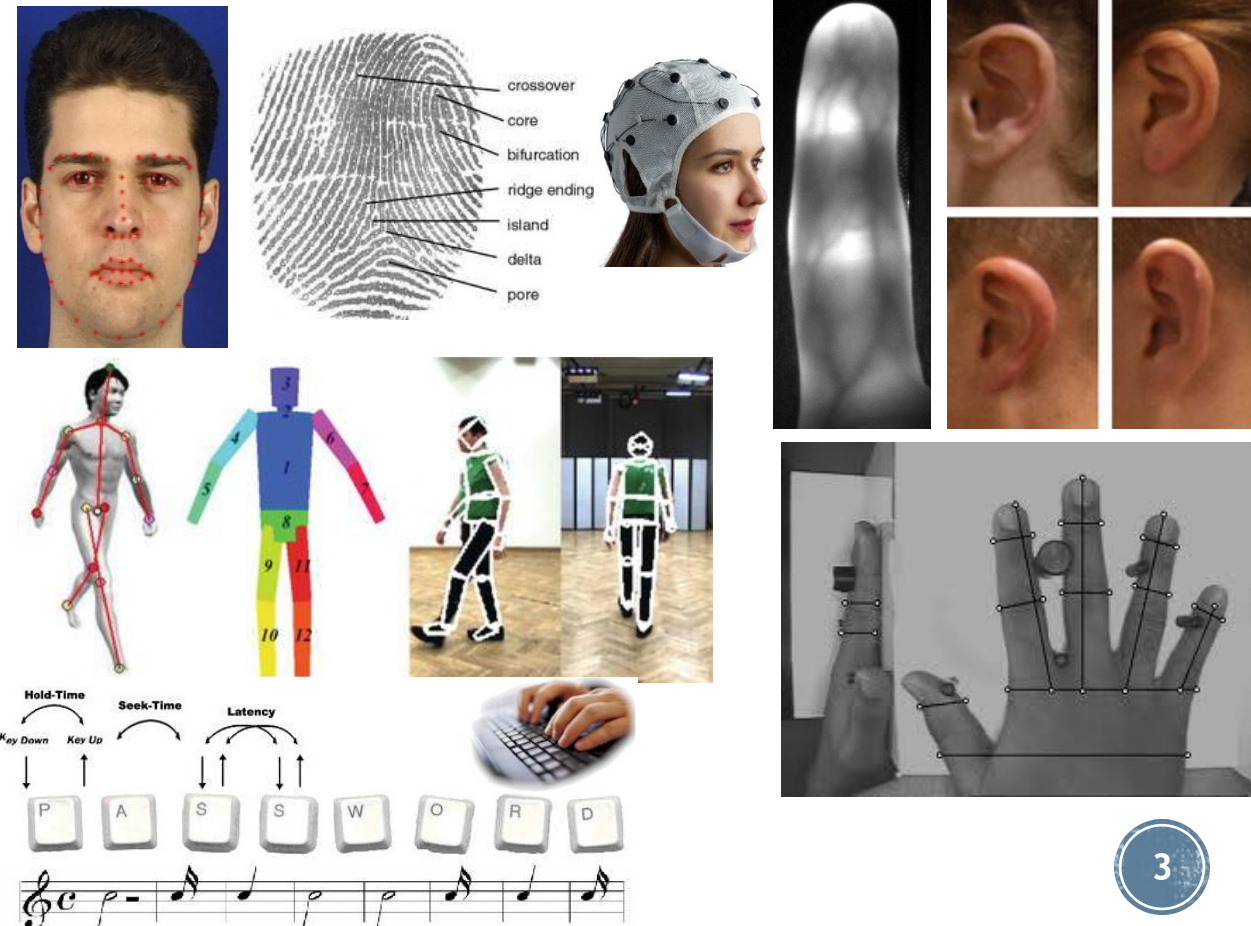 crossover
core
bifurcation
ridge ending
island
delta
pore
3
2
4
6
1
5
7
8
9
11
10
12
Hold-Time
Seek-Time
Latency
Key Down
Key Up
P
A
S
S
W
O
R
D
3